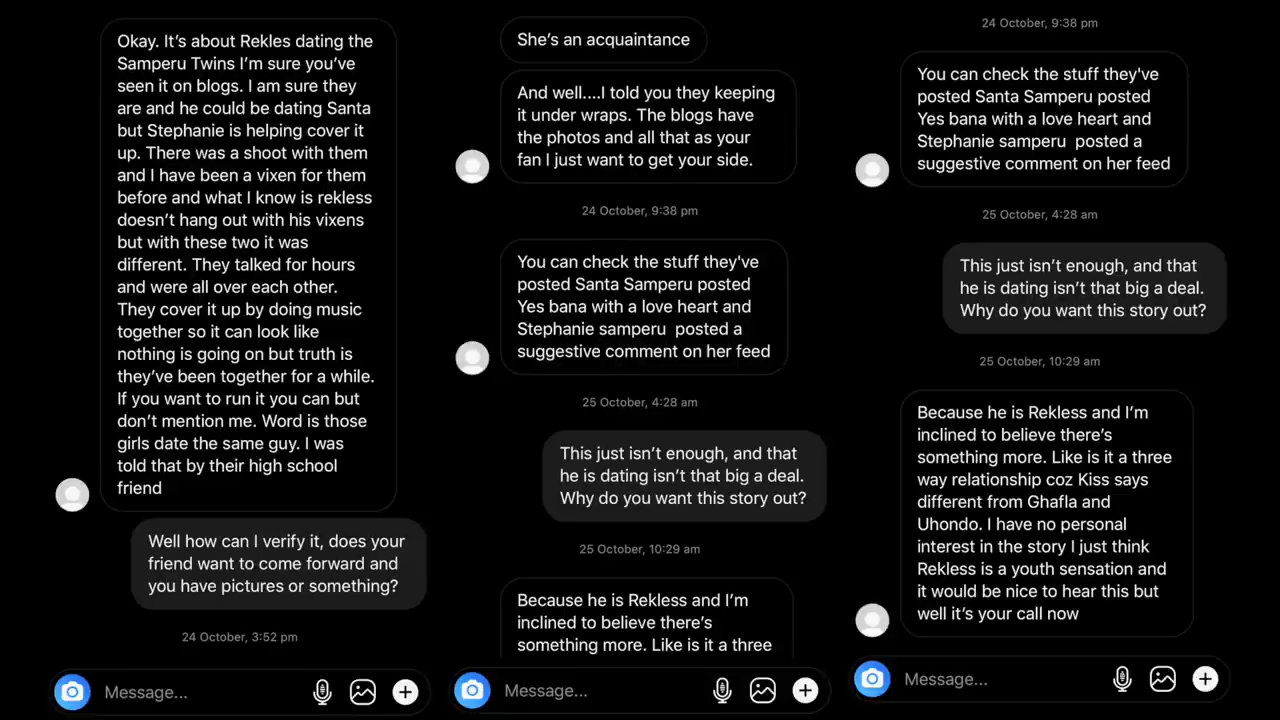 Okay. It's about Rekles dating the
Samperu Twins I'm sure you've
seen it on blogs. I am sure they
are and he could be dating Santa
but Stephanie is helping cover it
up. There was a shoot with them
and I have been a vixen for them
before and what I know is rekless
doesn't hang out with his vixens
but with these two it was
different. They talked for hours
and were all over each other.
They cover it up by doing music
together so it can look like
nothing is going on but truth is
they've been together for a while.
If you want to run it you can but
don't mention me. Word is those
girls date the same guy. I was
told that by their high school
friend
Well how can I verify it, does your
friend want to come forward and
you have pictures or something?
24 October, 3:52 pm
Message...
She's an acquaintance
And well....I told you they keeping
it under wraps. The blogs have
the photos and all that as your
fan I just want to get your side.
24 October, 9:38 pm
You can check the stuff they've
posted Santa Samperu posted
Yes bana with a love heart and
Stephanie samperu  posted a
suggestive comment on her feed
25 October, 4:28 am
This just isn't enough, and that
he is dating isn't that big a deal.
Why do you want this story out?
25 October, 10:29 am
Because he is Rekless and I'm
inclined to believe there's
something more. Like is it a three
Message...
24 October, 9:38 pm
You can check the stuff they've
posted Santa Samperu posted
Yes bana with a love heart and
Stephanie samperu  posted a
suggestive comment on her feed
25 October, 4:28 am
This just isn't enough, and that
he is dating isn't that big a deal.
Why do you want this story out?
25 October, 10:29 am
Because he is Rekless and I'm
inclined to believe there's
something more. Like is it a three
way relationship coz Kiss says
different from Ghafla and
Uhondo. I have no personal
interest in the story I just think
Rekless is a youth sensation and
it would be nice to hear this but
well it's your call now
Message...